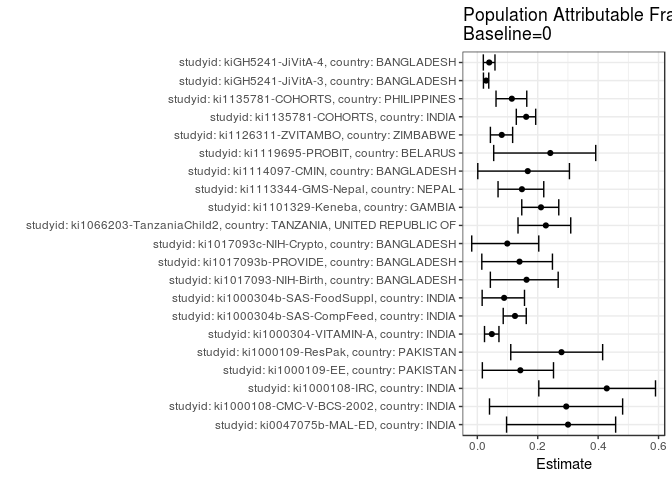 Population Attributable Fra
Baseline=0
studyid: kiGH5241-JiVitA-4, country: BANGLADESH
studyid: kiGH5241-JiVitA-3, country: BANGLADESH
studyid: ki1135781-COHORTS, country: PHILIPPINES
studyid: ki1135781-COHORTS, country: INDIA
studyid: ki1126311-ZVITAMBO, country: ZIMBABWE
studyid: ki1119695-PROBIT, country: BELARUS
studyid: ki1114097-CMIN, country: BANGLADESH
studyid: ki1113344-GMS-Nepal, country: NEPAL
studyid: ki1101329-Keneba, country: GAMBIA
studyid: ki1066203-TanzaniaChild2, country: TANZANIA, UNITED REPUBLIC OF
studyid: ki1017093c-NIH-Crypto, country: BANGLADESH
studyid: ki1017093b-PROVIDE, country: BANGLADESH
studyid: ki1017093-NIH-Birth, country: BANGLADESH
studyid: ki1000304b-SAS-FoodSuppl, country: INDIA
studyid: ki1000304b-SAS-CompFeed, country: INDIA
studyid: ki1000304-VITAMIN-A, country: INDIA
studyid: ki1000109-ResPak, country: PAKISTAN
studyid: ki1000109-EE, country: PAKISTAN
studyid: ki1000108-IRC, country: INDIA
studyid: ki1000108-CMC-V-BCS-2002, country: INDIA
studyid: ki0047075b-MAL-ED, country: INDIA
0.0 0.2 0.4 0.6
Estimate